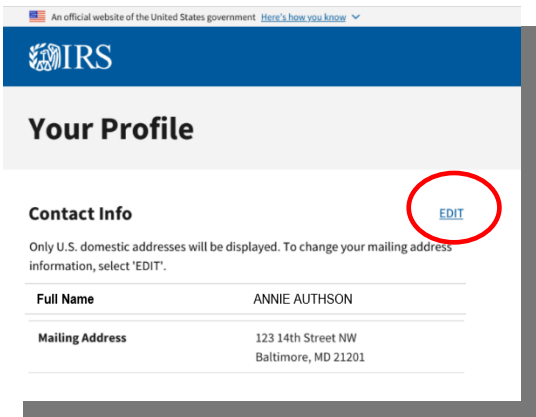 An official website of the United States government Here's how you know
IRS
Your Profile
Contact Info EDIT
Only U.S. domestic addresses will be displayed. To change your mailing address
information, select 'EDIT'.
Full Name ANNIE AUTHSON
Mailing Address 123 14th Street NW
Baltimore, MD 21201